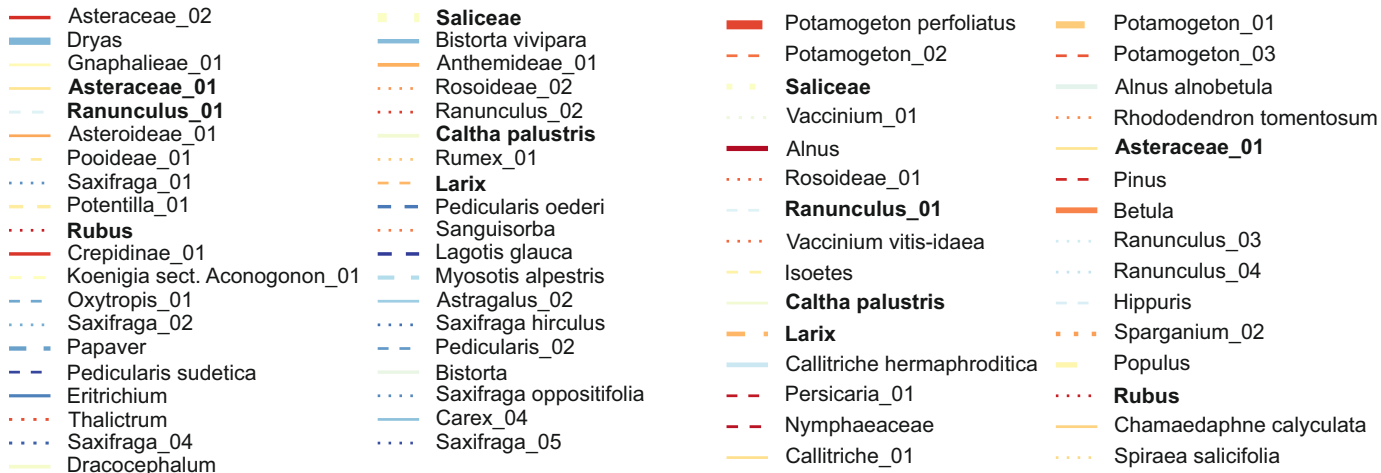 Asteraceae_02
Dryas
Gnaphalieae_01
Asteraceae_01
Ranunculus_01
Asteroideae_01
Pooideae_01
Saxifraga_01
Potentilla_01
Rubus
Crepidinae_01
Koenigia sect. Aconogonon_01
Oxytropis_01
Saxifraga_02
Papaver
Pedicularis sudetica
Eritrichium
Thalictrum
Saxifraga_04
Dracocephalum
Saliceae
Bistorta vivipara
Anthemideae_01
Rosoideae_02
Ranunculus_02
Caltha palustris
Rumex_01
Larix
Pedicularis oederi
Sanguisorba
Lagotis glauca
Myosotis alpestris
Astragalus_02
Saxifraga hirculus
Pedicularis_02
Bistorta
Saxifraga oppositifolia
Carex_04
Saxifraga_05
Potamogeton perfoliatus
Potamogeton_02
Saliceae
Vaccinium_01
Alnus
Rosoideae_01
Ranunculus_01
Vaccinium vitis-idaea
Isoetes
Caltha palustris
Larix
Callitriche hermaphroditica
Persicaria_01
Nymphaeaceae
Callitriche_01
Potamogeton_01
Potamogeton_03
Alnus alnobetula
Rhododendron tomentosum
Asteraceae_01
Pinus
Betula
Ranunculus_03
Ranunculus_04
Hippuris
Sparganium_02
Populus
Rubus
Chamaedaphne calyculata
Spiraea salicifolia